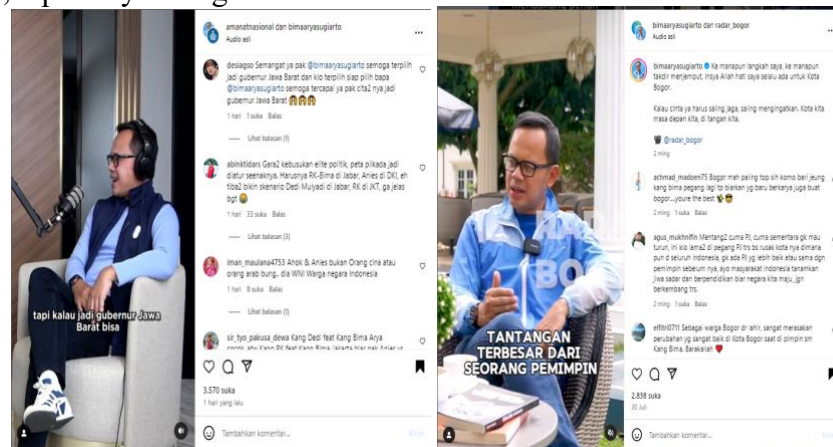 amanatnasional dan bimaaryasugiarto
Audio asli
desiagso Semangat ya pak @bimaaryasugiarto semoga terpilih
jadi gubernur Jawa Barat dan klo terpilih siap pilih bapa
@bimaaryasugiarto semoga tercapai ya pak cita2 nya jadi
gubernur Jawa Barat
1 hari 1 suka Balas
Lihat balasan (1)
abinktidars Gara2 kebusukan elite politik, peta pilkada jadi
diatur seenaknya. Harusnya RK-Bima di Jabar, Anies di DKI, eh
tiba2 bikin skenario Dedi Mulyadi di Jabar, RK di JKT, ga jelas
bgt
1 hari 33 suka Balas
Lihat balasan (3)
iman_maulana4753 Ahok & Anies bukan Orang cina atau
orang arab bung.. dia WNI Warga negara Indonesia
1 hari 8 suka Balas
Lihat balasan (1)
sir_tyo_pakusa_dewa Kang Dedi feat Kang Bima Arya
tapi kalau jadi gubernur Jawa
Barat bisa
3.570 suka
1 hari yang lalu
Tambahkan komentar...
bimaaryasugiarto dan radar_bogor
Audio asli
bimaaryasugiarto Ke manapun langkah saya, ke manapun
takdir menjemput, Insya Allah hati saya selalu ada untuk Kota
Bogor.
Kalau cinta ya harus saling jaga, saling mengingatkan. Kota kita
masa depan kita, di tangan kita.
@radar_bogor
2 ming
achmad_madoen75 Bogor mah paling top sih komo bari jeung
kang bima pegang lagi tp biarkan yg baru berkarya juga buat
bogor...youre the best
2 ming 1 suka Balas
agus_mukhnifin Mentang2 cuma PJ, cuma sementara gk mau
turun, ini klo lama2 di pegang PJ trs bs rusak kota nya dimana
pun d seluruh indonesia, gk ada PJ yg lebih baik atau sama dgn
pemimpin sebelum nya, ayo masyarakat indonesia tanamkan
jiwa sadar dan berpendidikan biar negara kita maju, jgn
berkembang trs.
2 ming 1 suka Balas
elfitri0711 Sebagai warga Bogor dr lahir, sangat merasakan
perubahan yg sangat baik di Kota Bogor saat di pimpin sm
Kang Bima. Barakallah
TANTANGAN
TERBESAR DARI
SEORANG PEMIMPIN
2.838 suka
30 Juli
Tambahkan komentar...